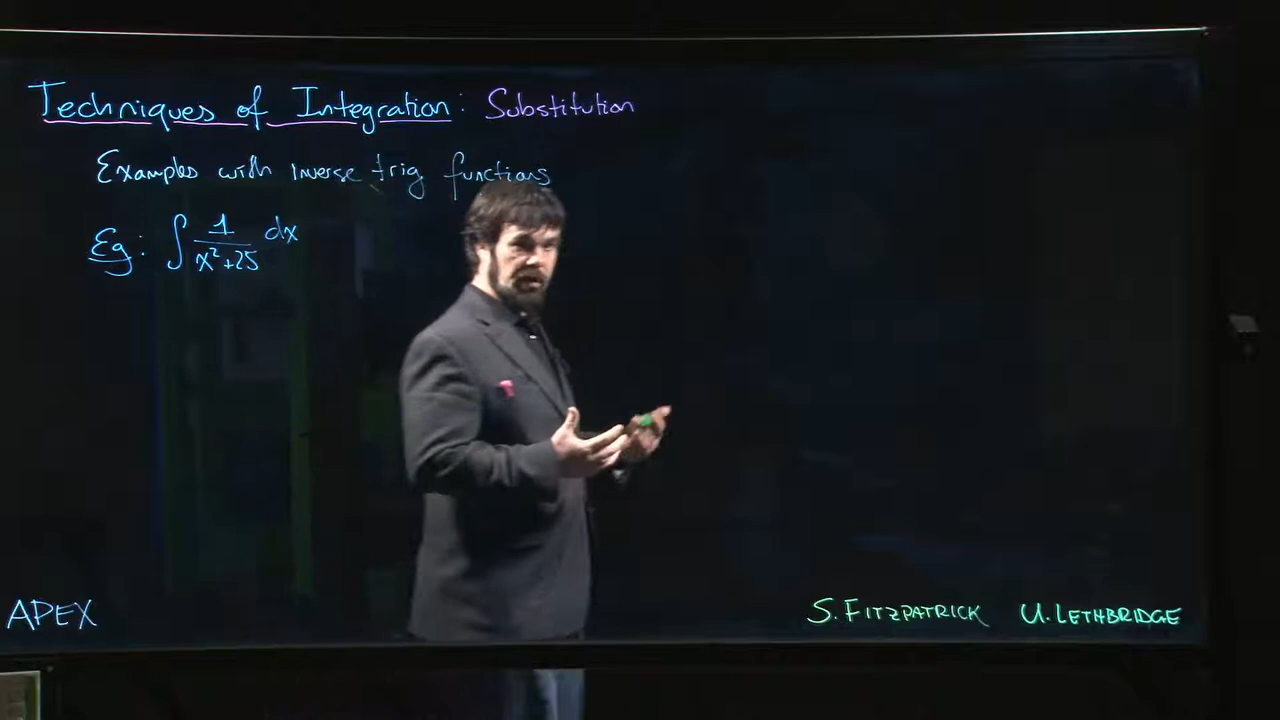 Techniques of Integration: Substitution
Examples with inverse trig functions
Eg: ∫ 1/(x²+25) dx
APEX
S. FITZPATRICK U. LETHBRIDGE